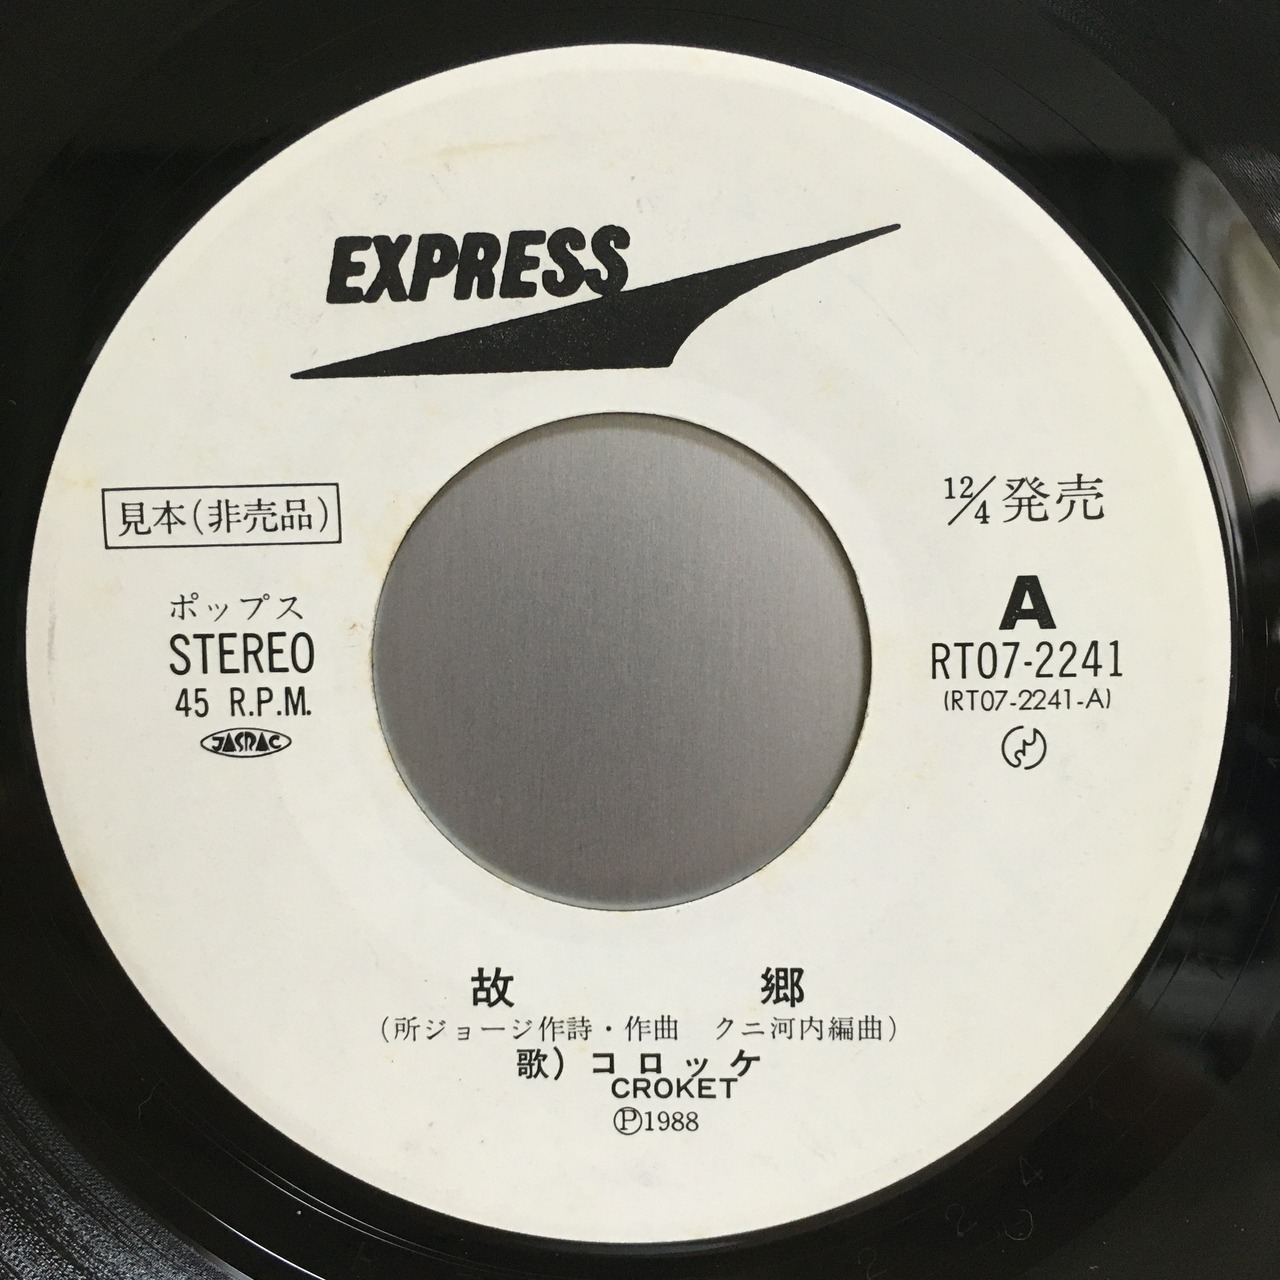 EXPRESS
見本(非売品)
12/4発売
ポップス
STEREO
45 R.P.M.
JASRAC
A
RT07-2241
(RT07-2241-A)
故 郷
(所ジョージ作詩・作曲 クニ河内編曲)
歌) コロッケ
CROKET
Ⓟ1988